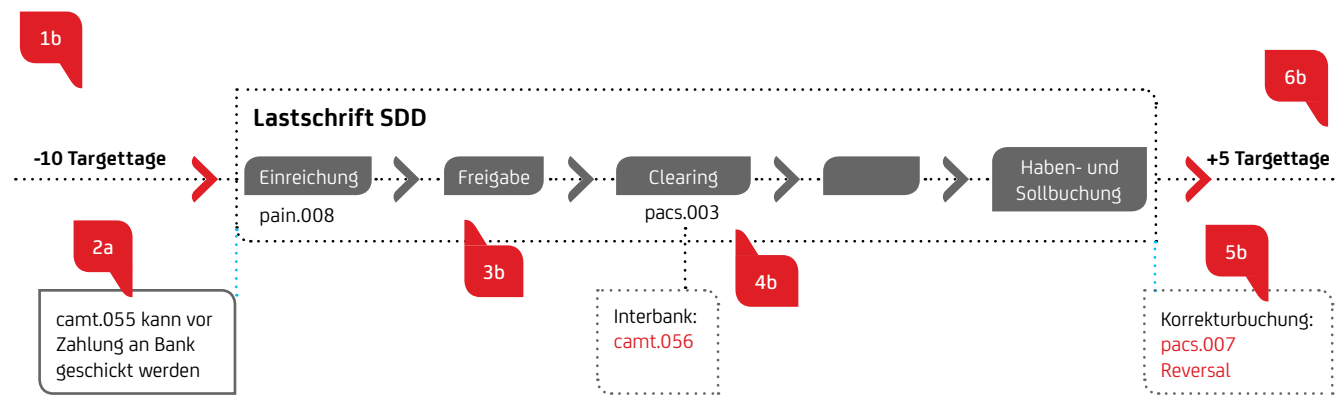 1b
6b
Lastschrift SDD
-10 Targettage
Einreichung
Freigabe
Clearing
Haben- und
Sollbuchung
+5 Targettage
pain.008
pacs.003
2a
3b
4b
5b
camt.055 kann vor
Zahlung an Bank
geschickt werden
Interbank:
camt.056
Korrekturbuchung:
pacs.007
Reversal